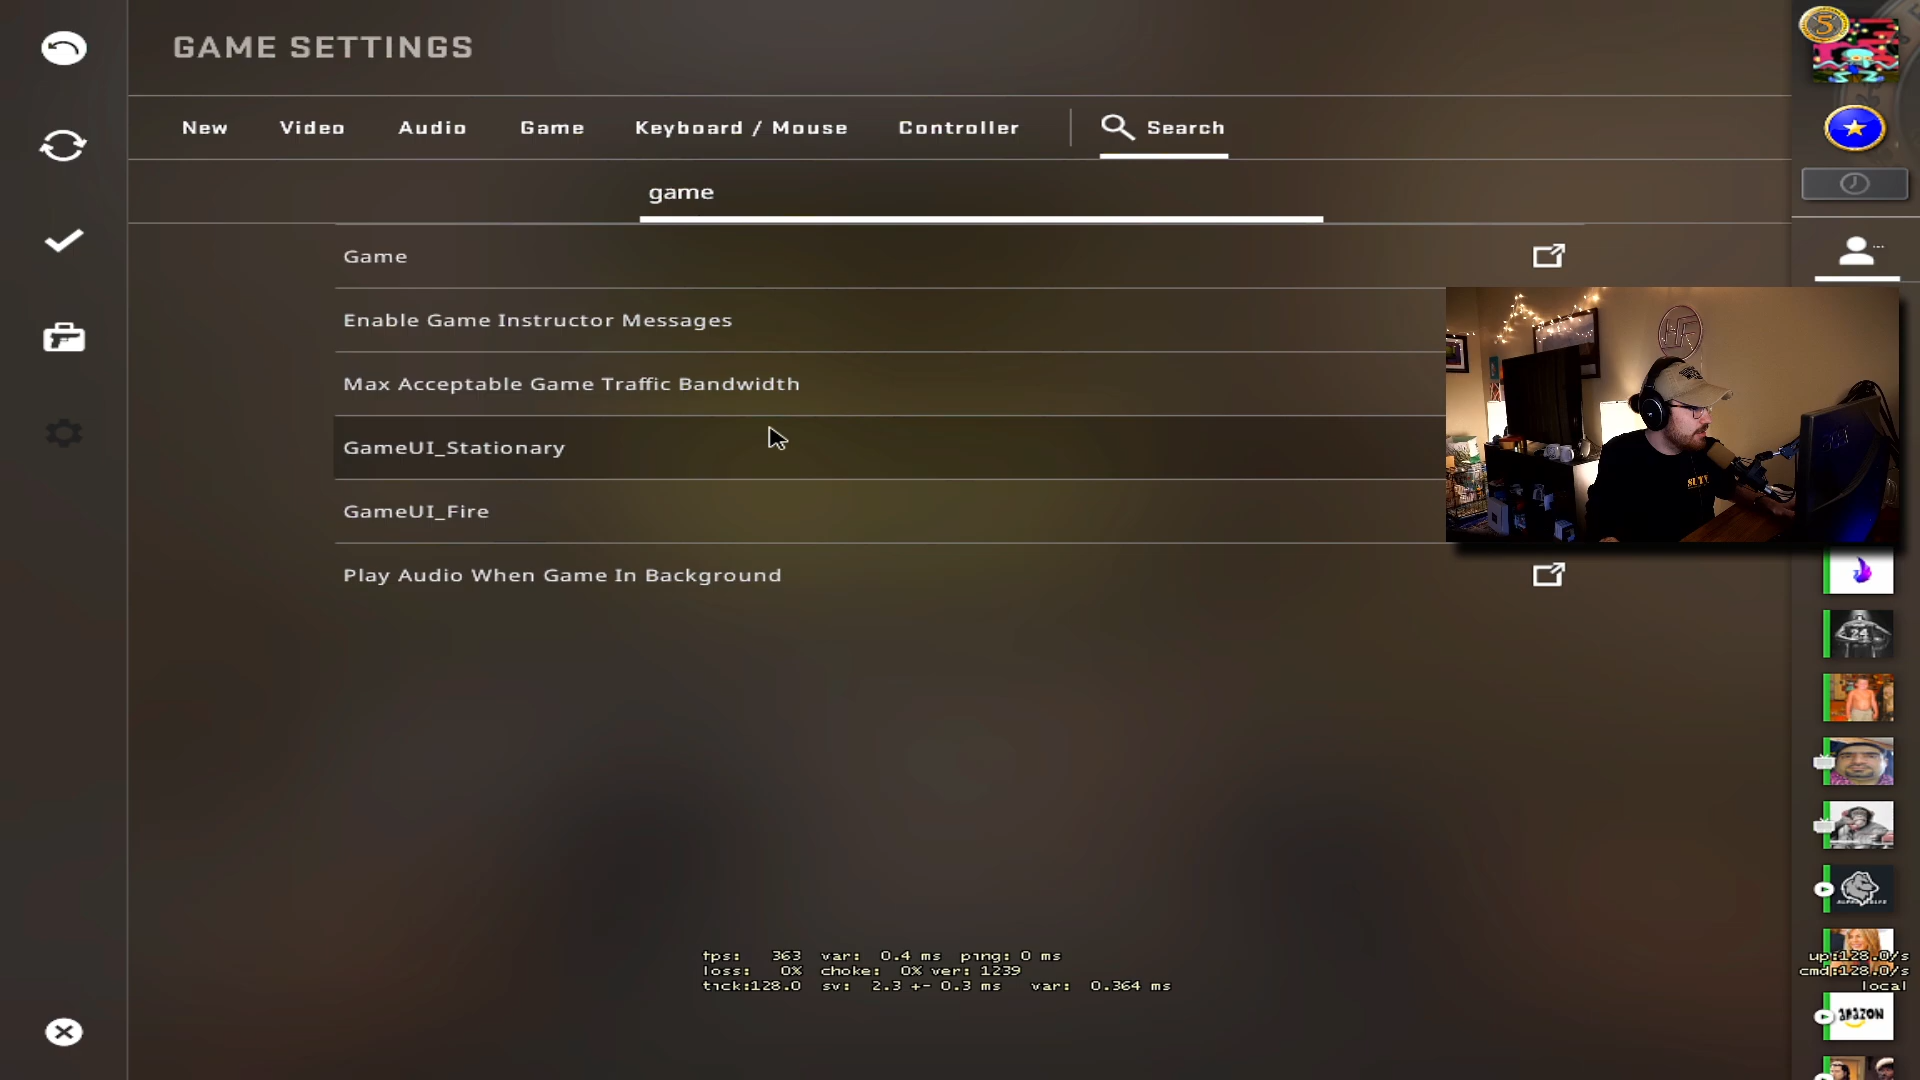 GAME SETTINGS
New
Video
Audio
Game
Keyboard / Mouse
Controller
Search
game
Game
Enable Game Instructor Messages
Max Acceptable Game Traffic Bandwidth
GameUI_Stationary
GameUI_Fire
Play Audio When Game In Background
5
24
fps: 363 var: 0.4 ms ping: 0 ms
loss: 0% choke: 0% ver: 1239
tick:128.0 sv: 2.3 +- 0.3 ms var: 0.364 ms
up:128.0/s
cmd:128.0/s
local